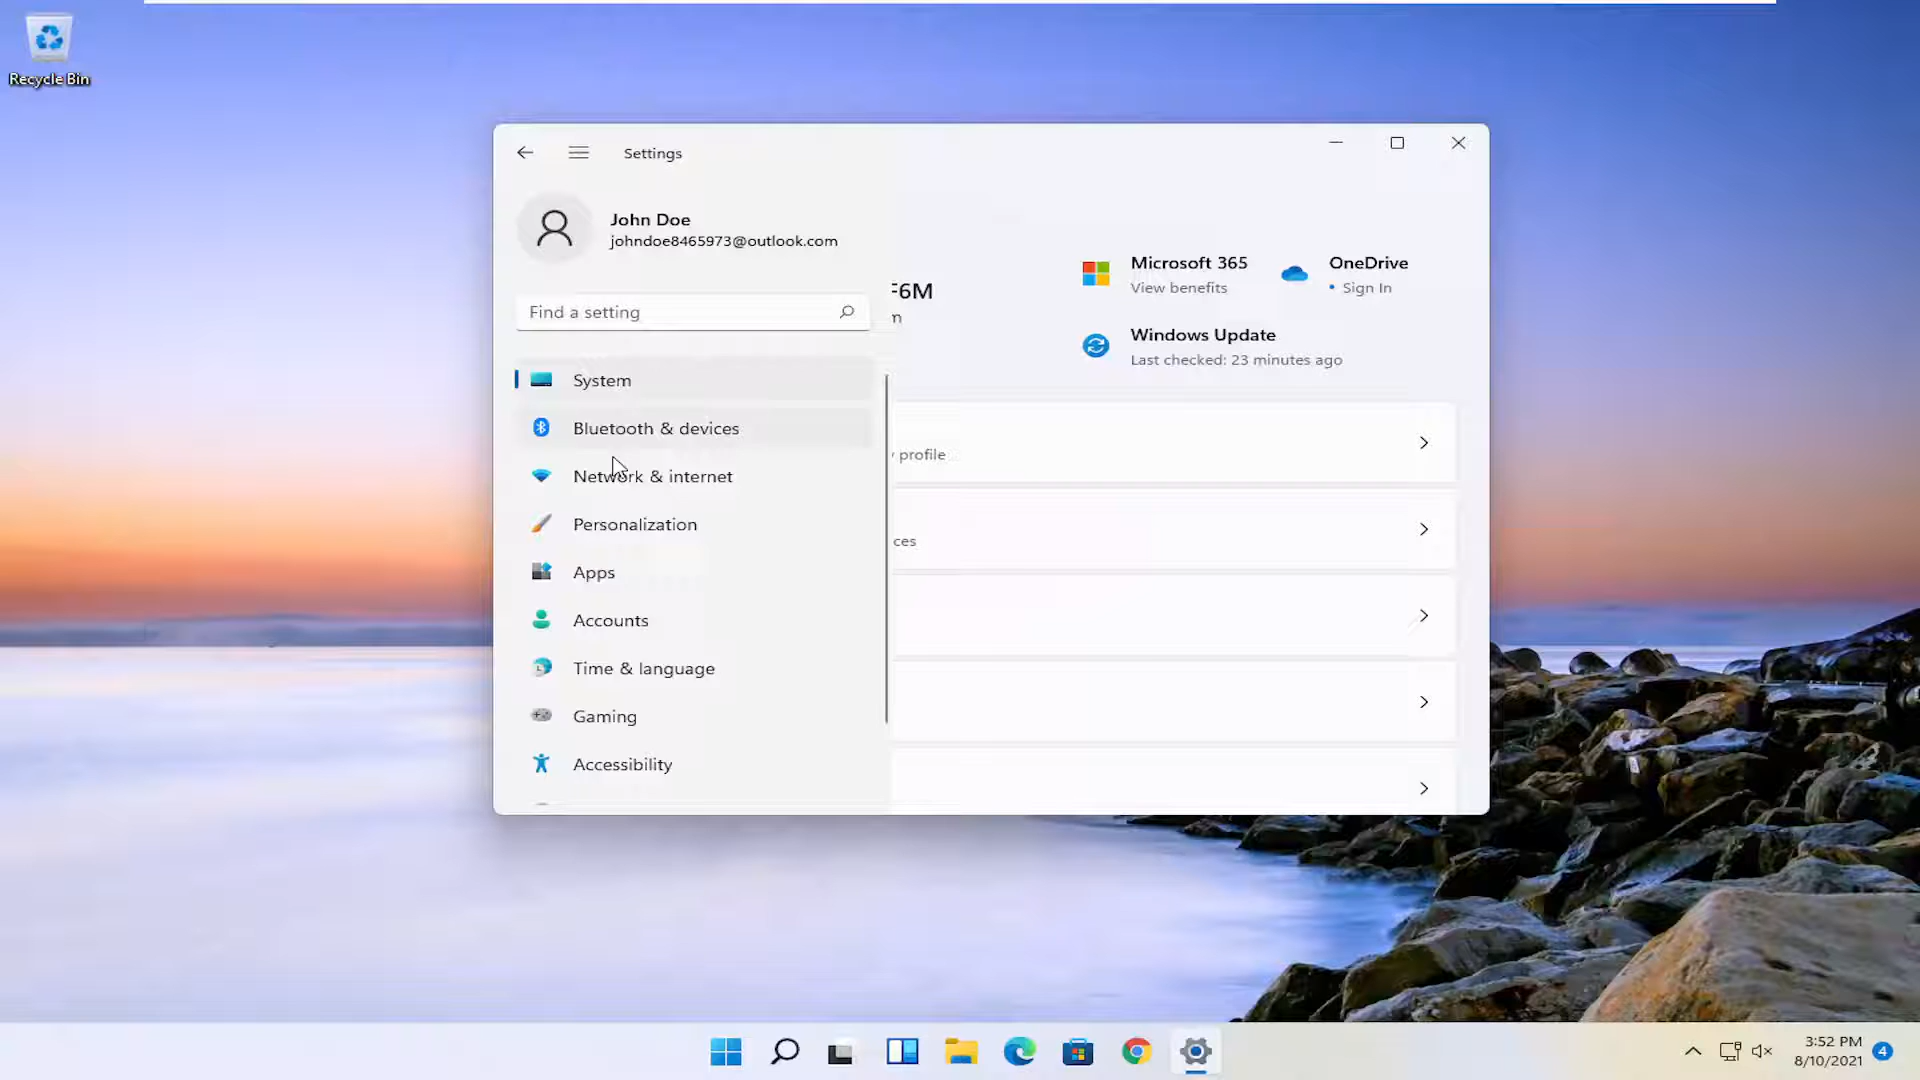 Recycle Bin
Settings
John Doe
johndoe8465973@outlook.com
Find a setting
System
Bluetooth & devices
Network & internet
Personalization
Apps
Accounts
Time & language
Gaming
Accessibility
F6M
m
Microsoft 365
View benefits
OneDrive
• Sign In
Windows Update
Last checked: 23 minutes ago
profile
ces
3:52 PM
8/10/2021
4